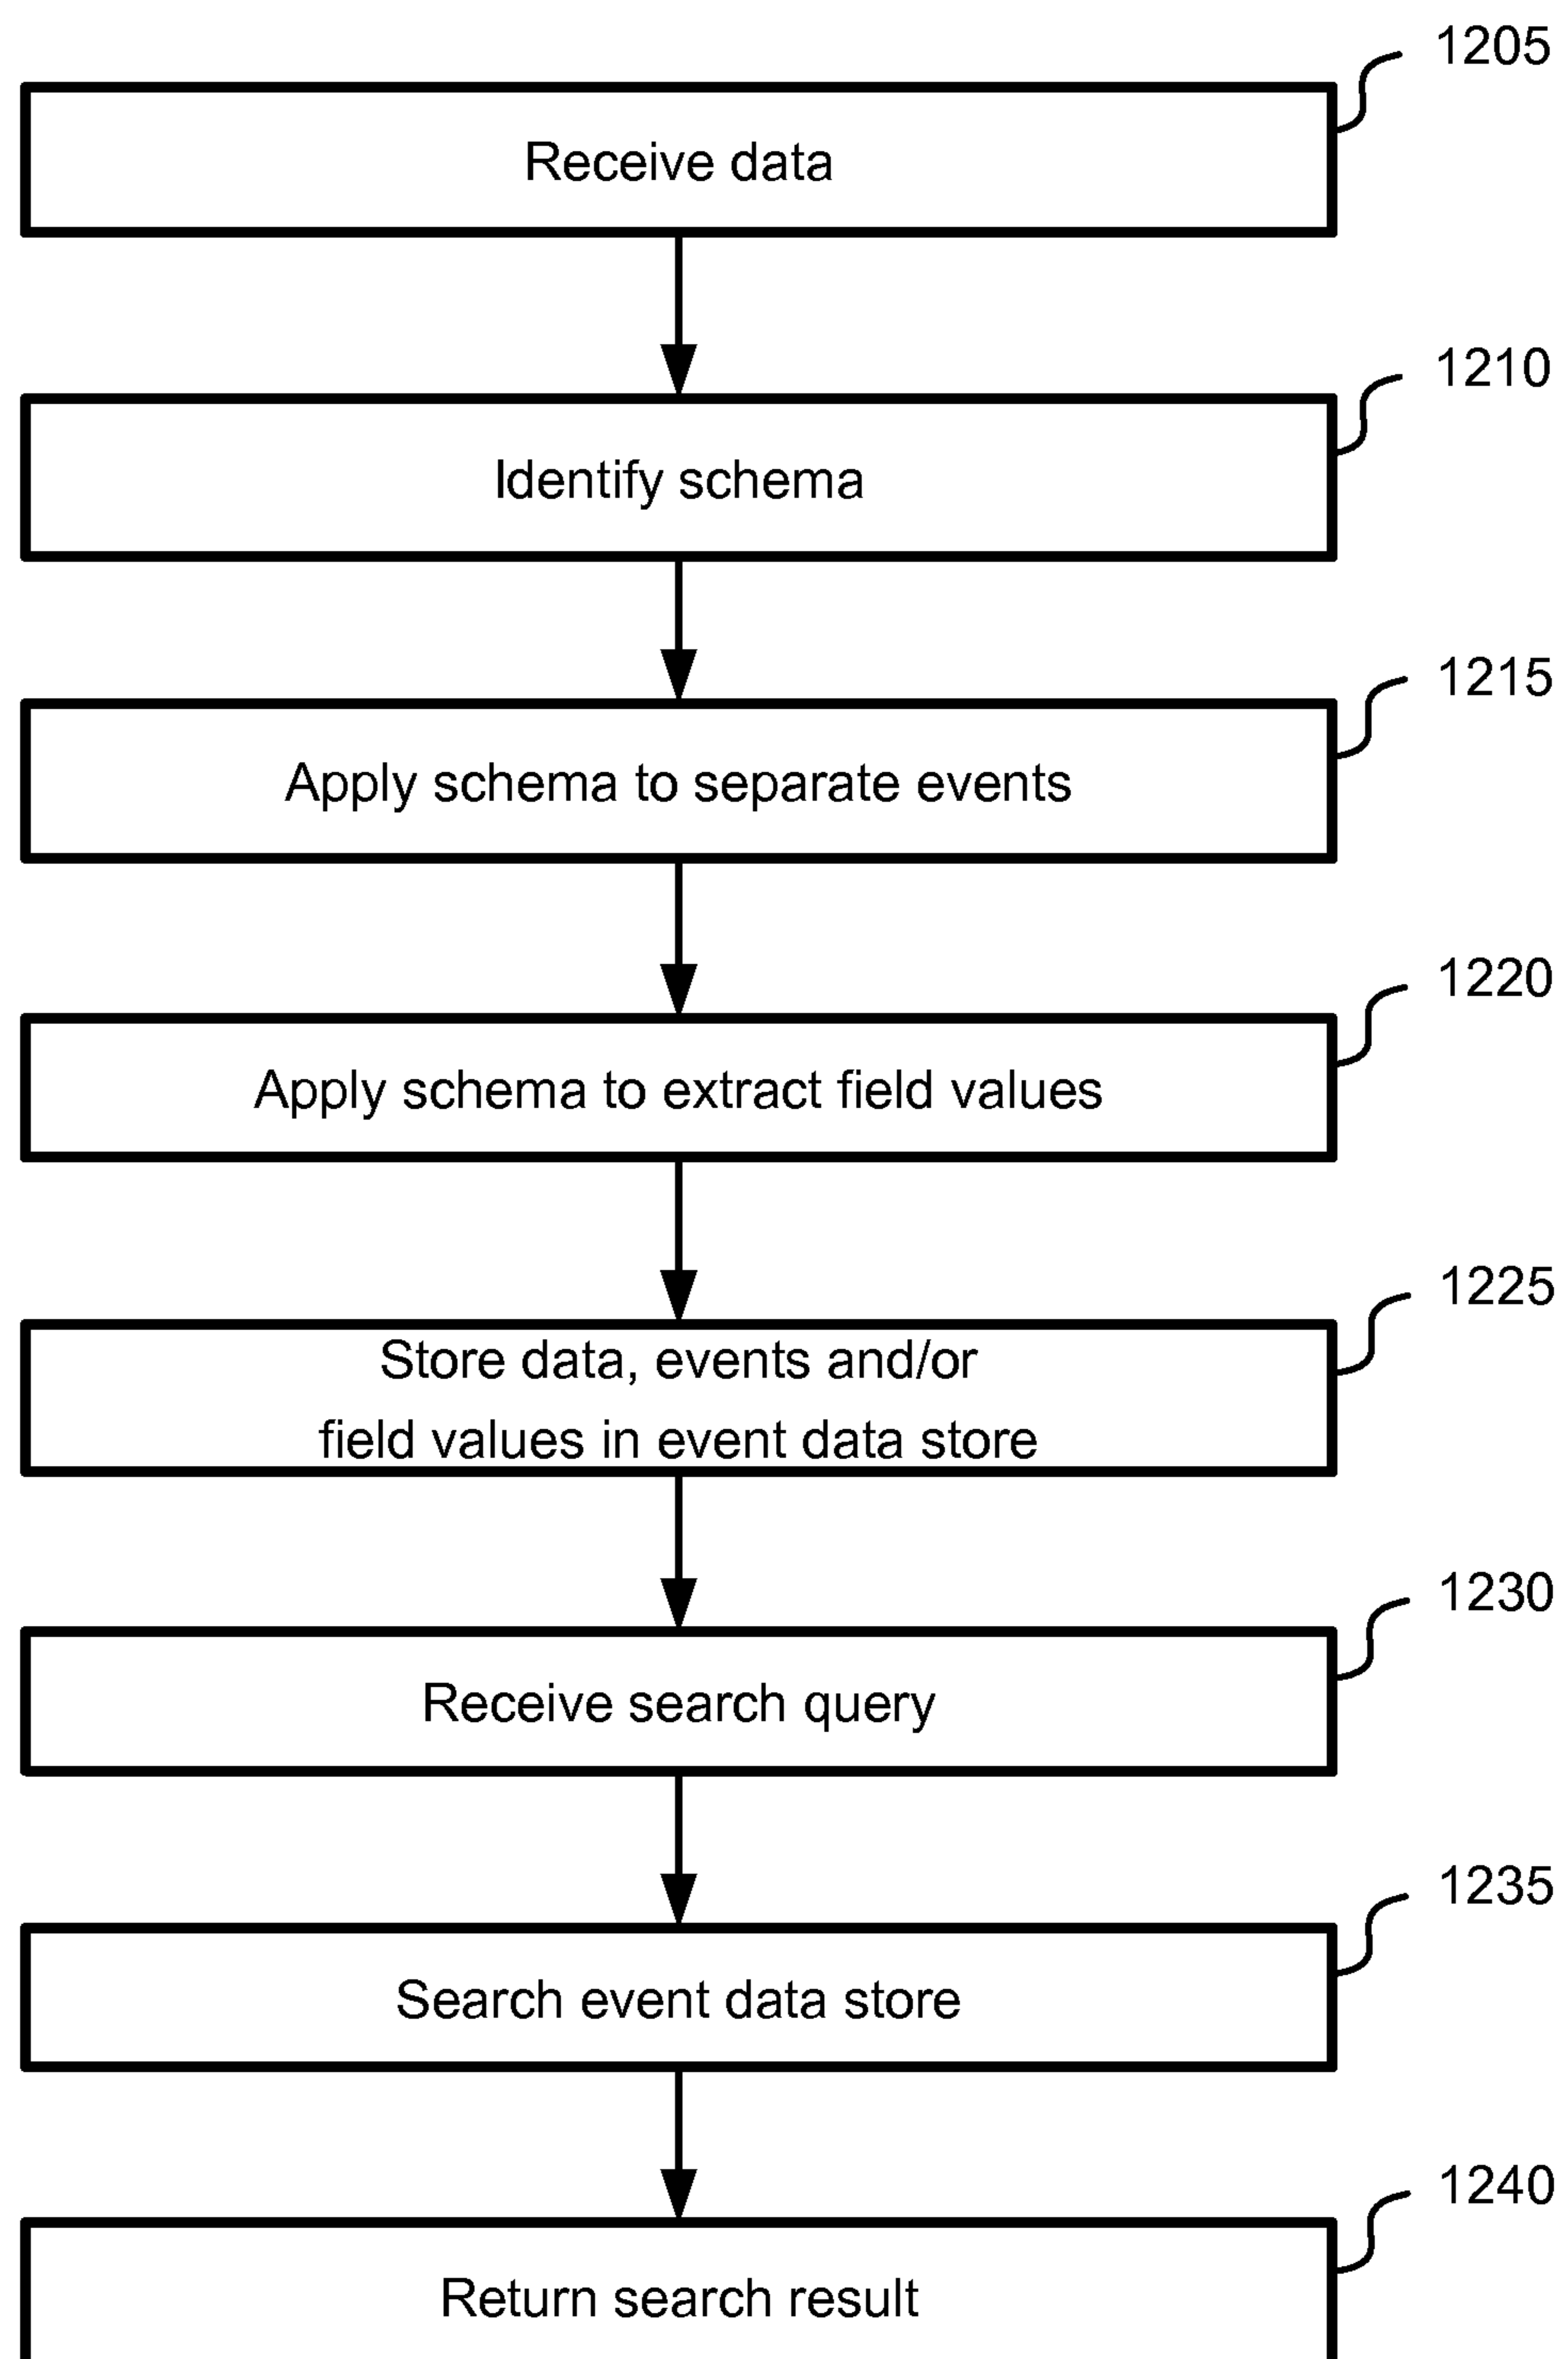 1205
Receive data
1210
Identify schema
1215
Apply schema to separate events
1220
Apply schema to extract field values
1225
Store data, events and/or
field values in event data store
1230
Receive search query
1235
Search event data store
1240
Return search result